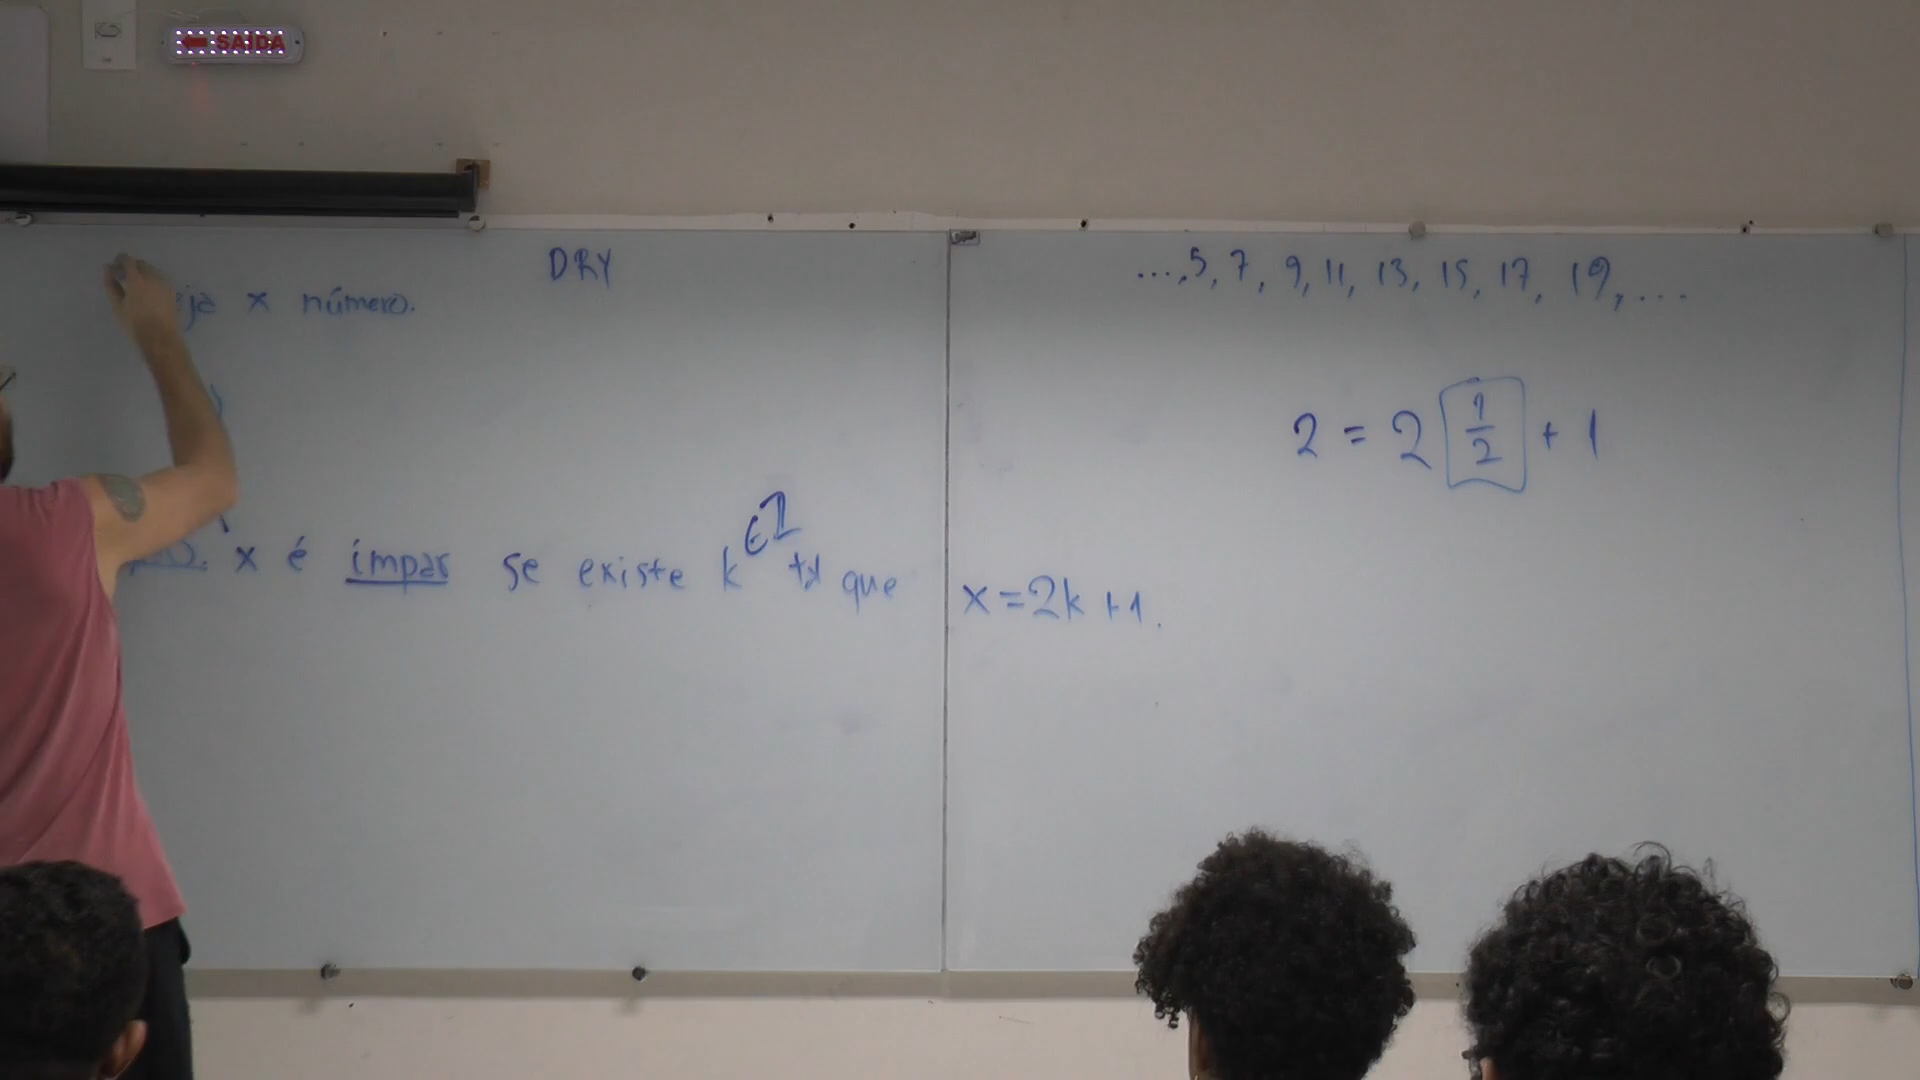 SAÍDA
DRY
x número.
..., 5, 7, 9, 11, 13, 15, 17, 19, ...
2 = 2 1/2 + 1
x é ímpar se existe k ∈ Z tq que x = 2k + 1.